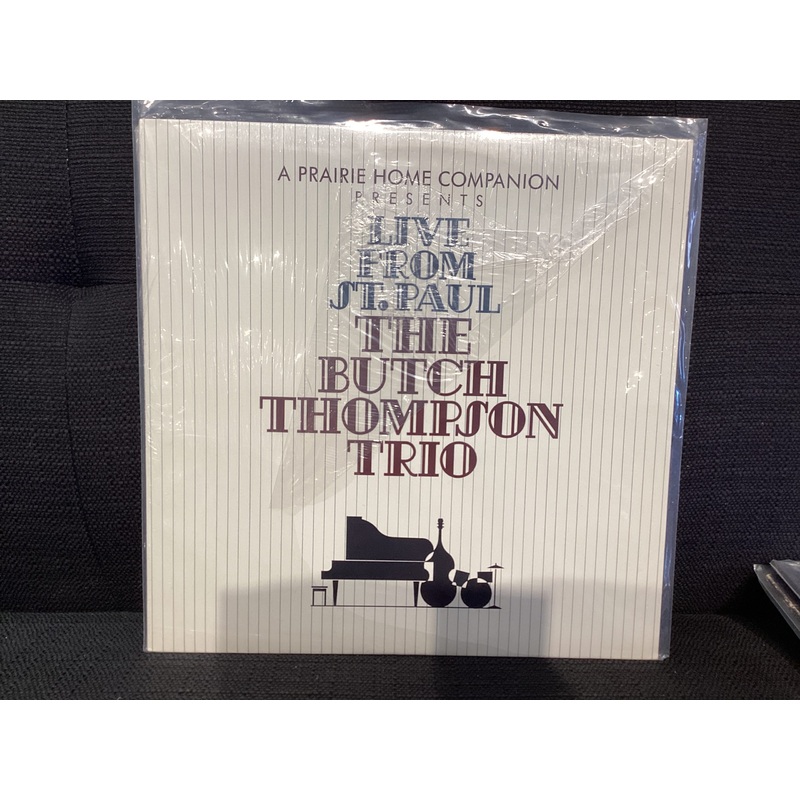 A PRAIRIE HOME COMPANION
PRESENTS
LIVE
FROM
ST. PAUL
THE
BUTCH
THOMPSON
TRIO